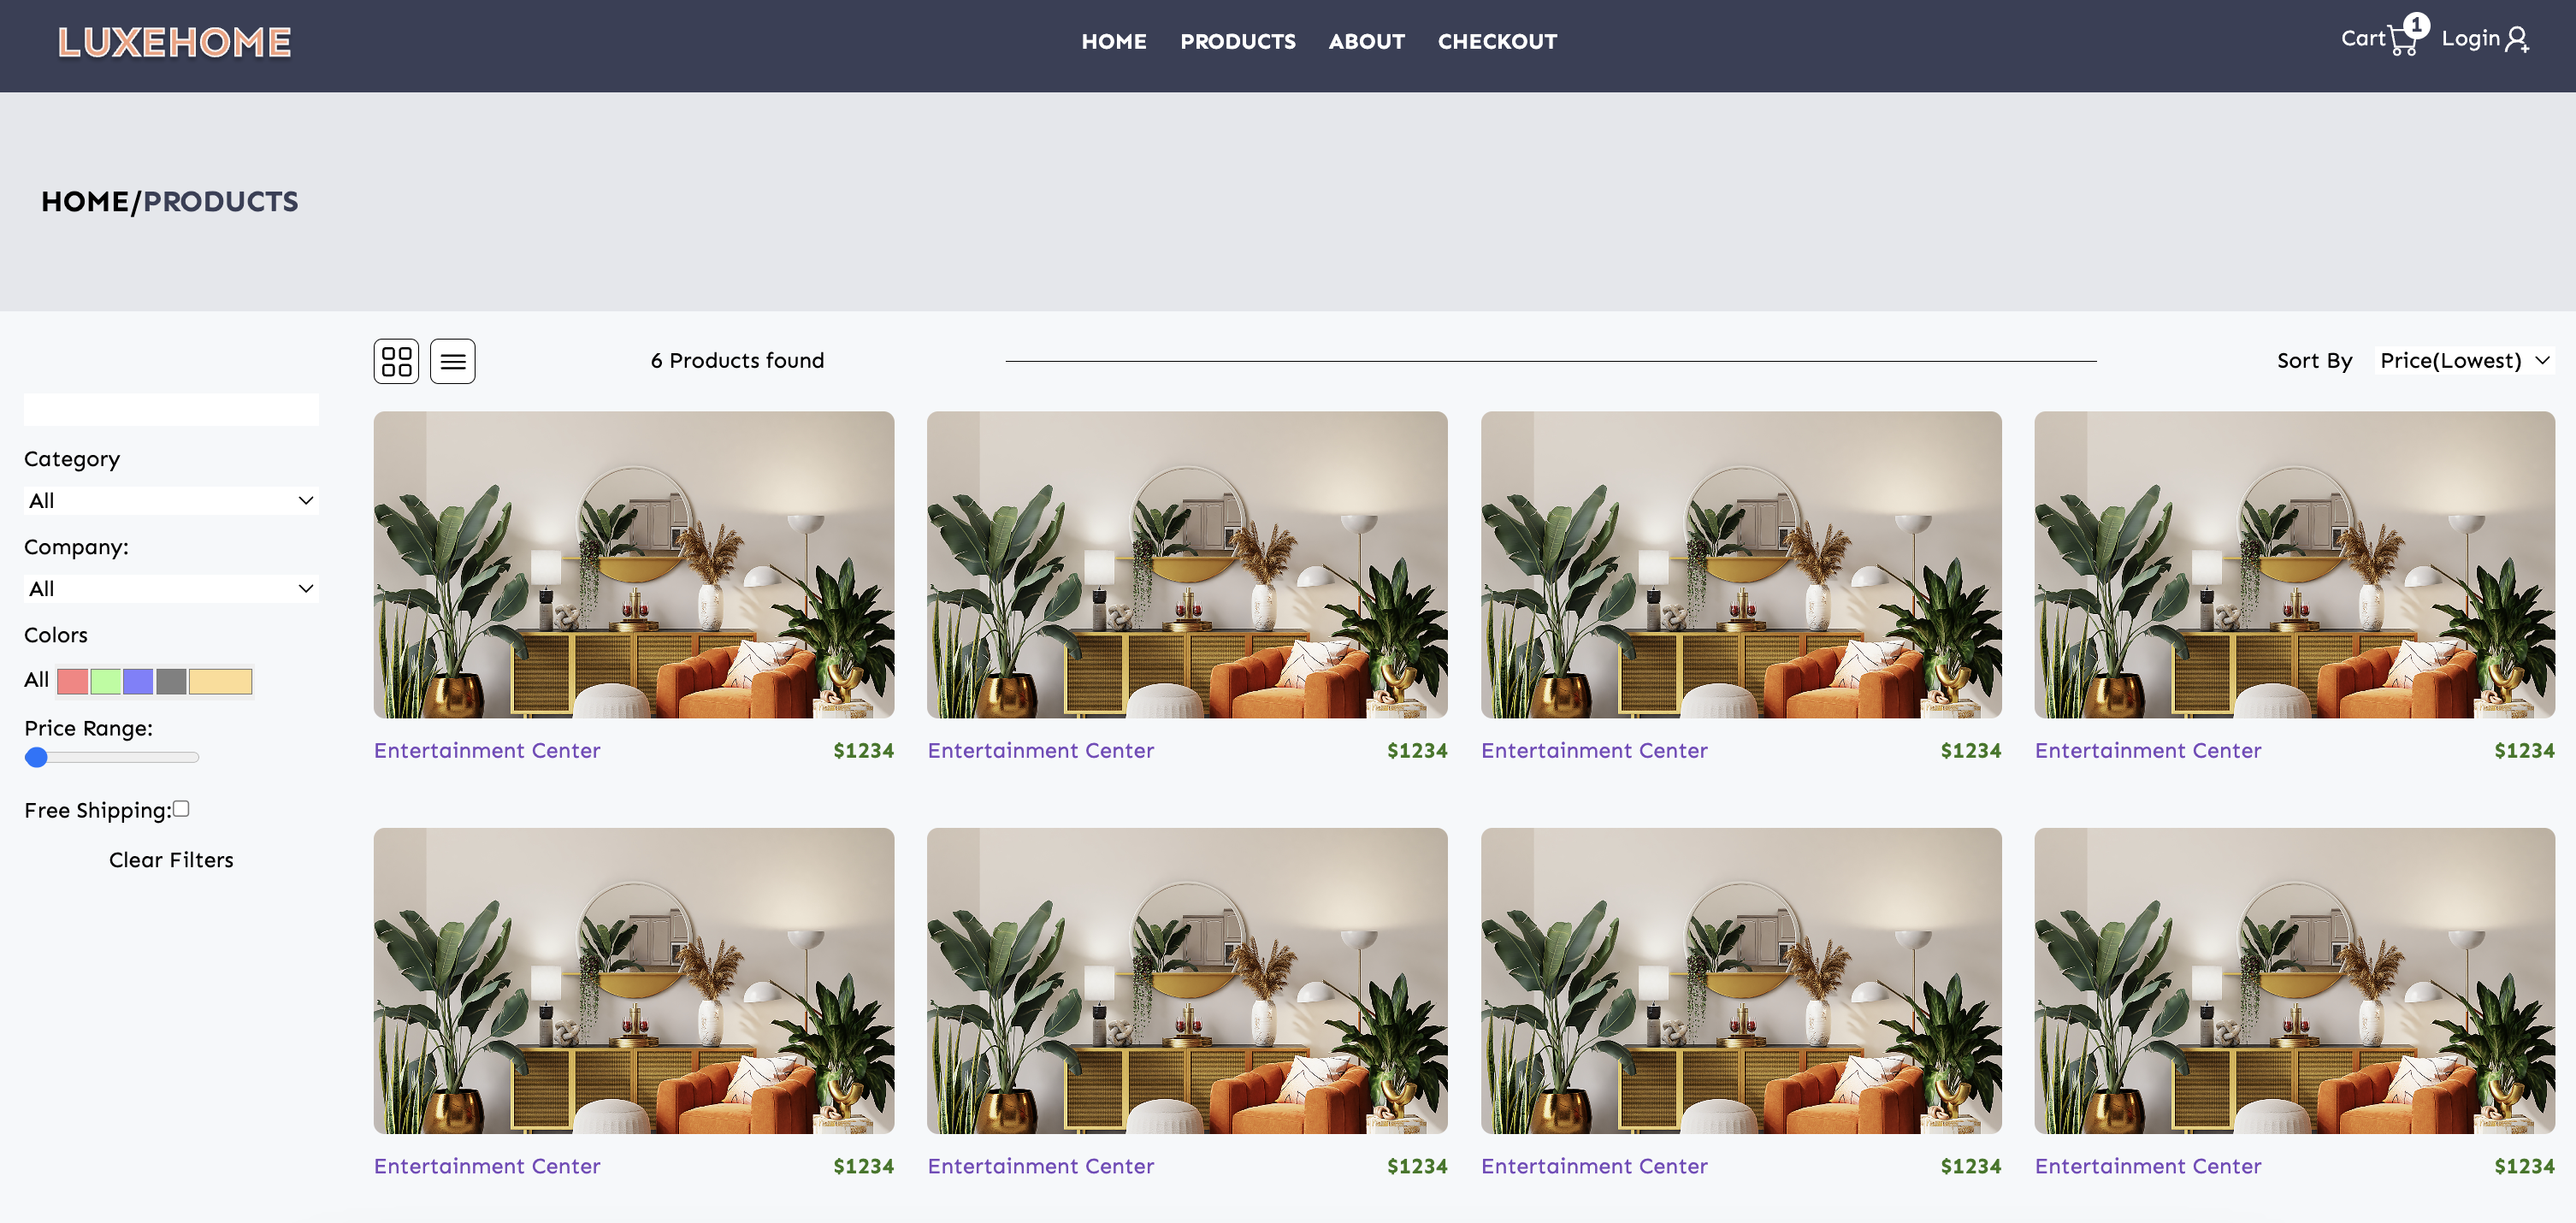 LUXEHOME
HOME PRODUCTS ABOUT CHECKOUT
Cart 1 Login
HOME/PRODUCTS
6 Products found
Sort By Price(Lowest)
Category
All
Company:
All
Colors
All
Price Range:
Free Shipping:
Clear Filters
Entertainment Center $1234
Entertainment Center $1234
Entertainment Center $1234
Entertainment Center $1234
Entertainment Center $1234
Entertainment Center $1234
Entertainment Center $1234
Entertainment Center $1234